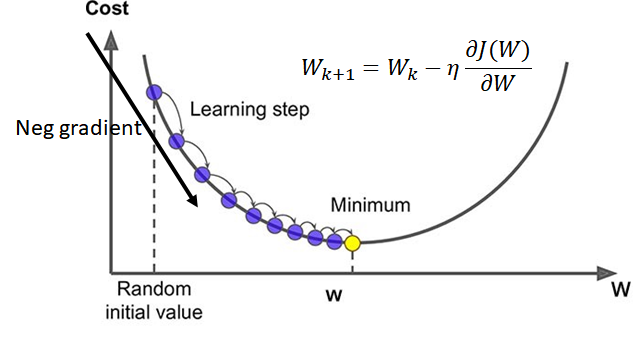 Cost
W_{k+1} = W_k − η ∂J(W)/∂W
Learning step
Neg gradient
Minimum
Random
initial value
w
W